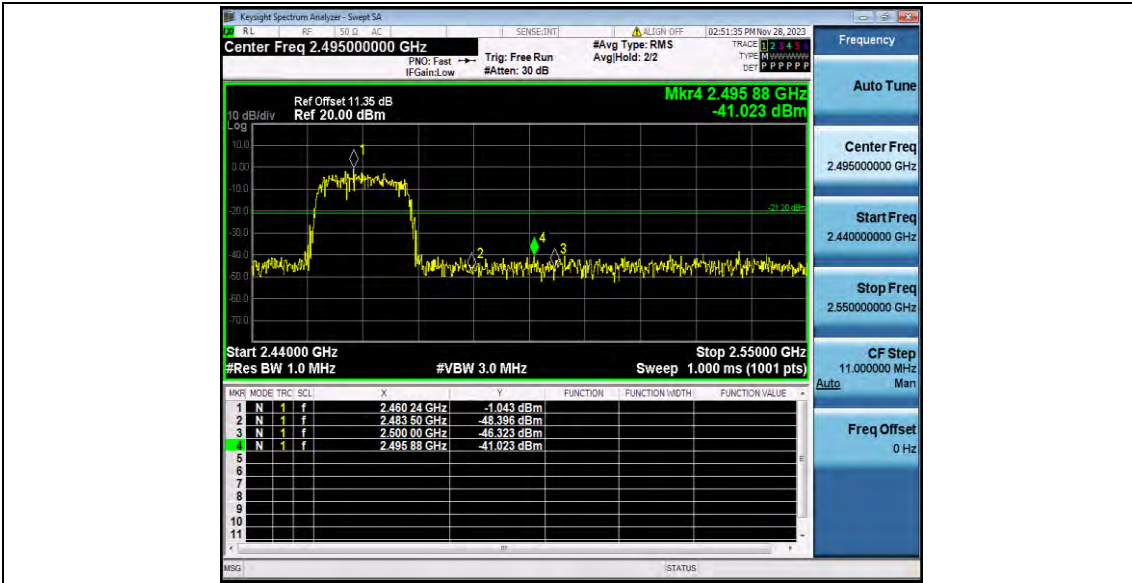 Keysight Spectrum Analyzer - Swept SA
RL RF 50 Ω AC SENSE:INT ALIGN OFF 02:51:35 PM Nov 28, 2023
Center Freq 2.495000000 GHz
PNO: Fast
IFGain:Low
Trig: Free Run
#Atten: 30 dB
#Avg Type: RMS
Avg|Hold: 2/2
TRACE 1 2 3 4 5 6
TYPE M WWWWW
DET P P P P P P
Frequency
Auto Tune
Center Freq
2.495000000 GHz
Start Freq
2.440000000 GHz
Stop Freq
2.550000000 GHz
CF Step
11.000000 MHz
Auto Man
Freq Offset
0 Hz
Mkr4 2.495 88 GHz
-41.023 dBm
Ref Offset 11.35 dB
10 dB/div Ref 20.00 dBm
Log
10.0
0.00
-10.0
-20.0
-30.0
-40.0
-50.0
-60.0
-70.0
1
-21.20 dBm
2
4
3
Start 2.44000 GHz Stop 2.55000 GHz
#Res BW 1.0 MHz #VBW 3.0 MHz Sweep 1.000 ms (1001 pts)
MKR MODE TRC SCL X Y FUNCTION FUNCTION WIDTH FUNCTION VALUE
1 N 1 f 2.460 24 GHz -1.043 dBm
2 N 1 f 2.483 50 GHz -48.396 dBm
3 N 1 f 2.500 00 GHz -46.323 dBm
4 N 1 f 2.495 88 GHz -41.023 dBm
5
6
7
8
9
10
11
MSG STATUS